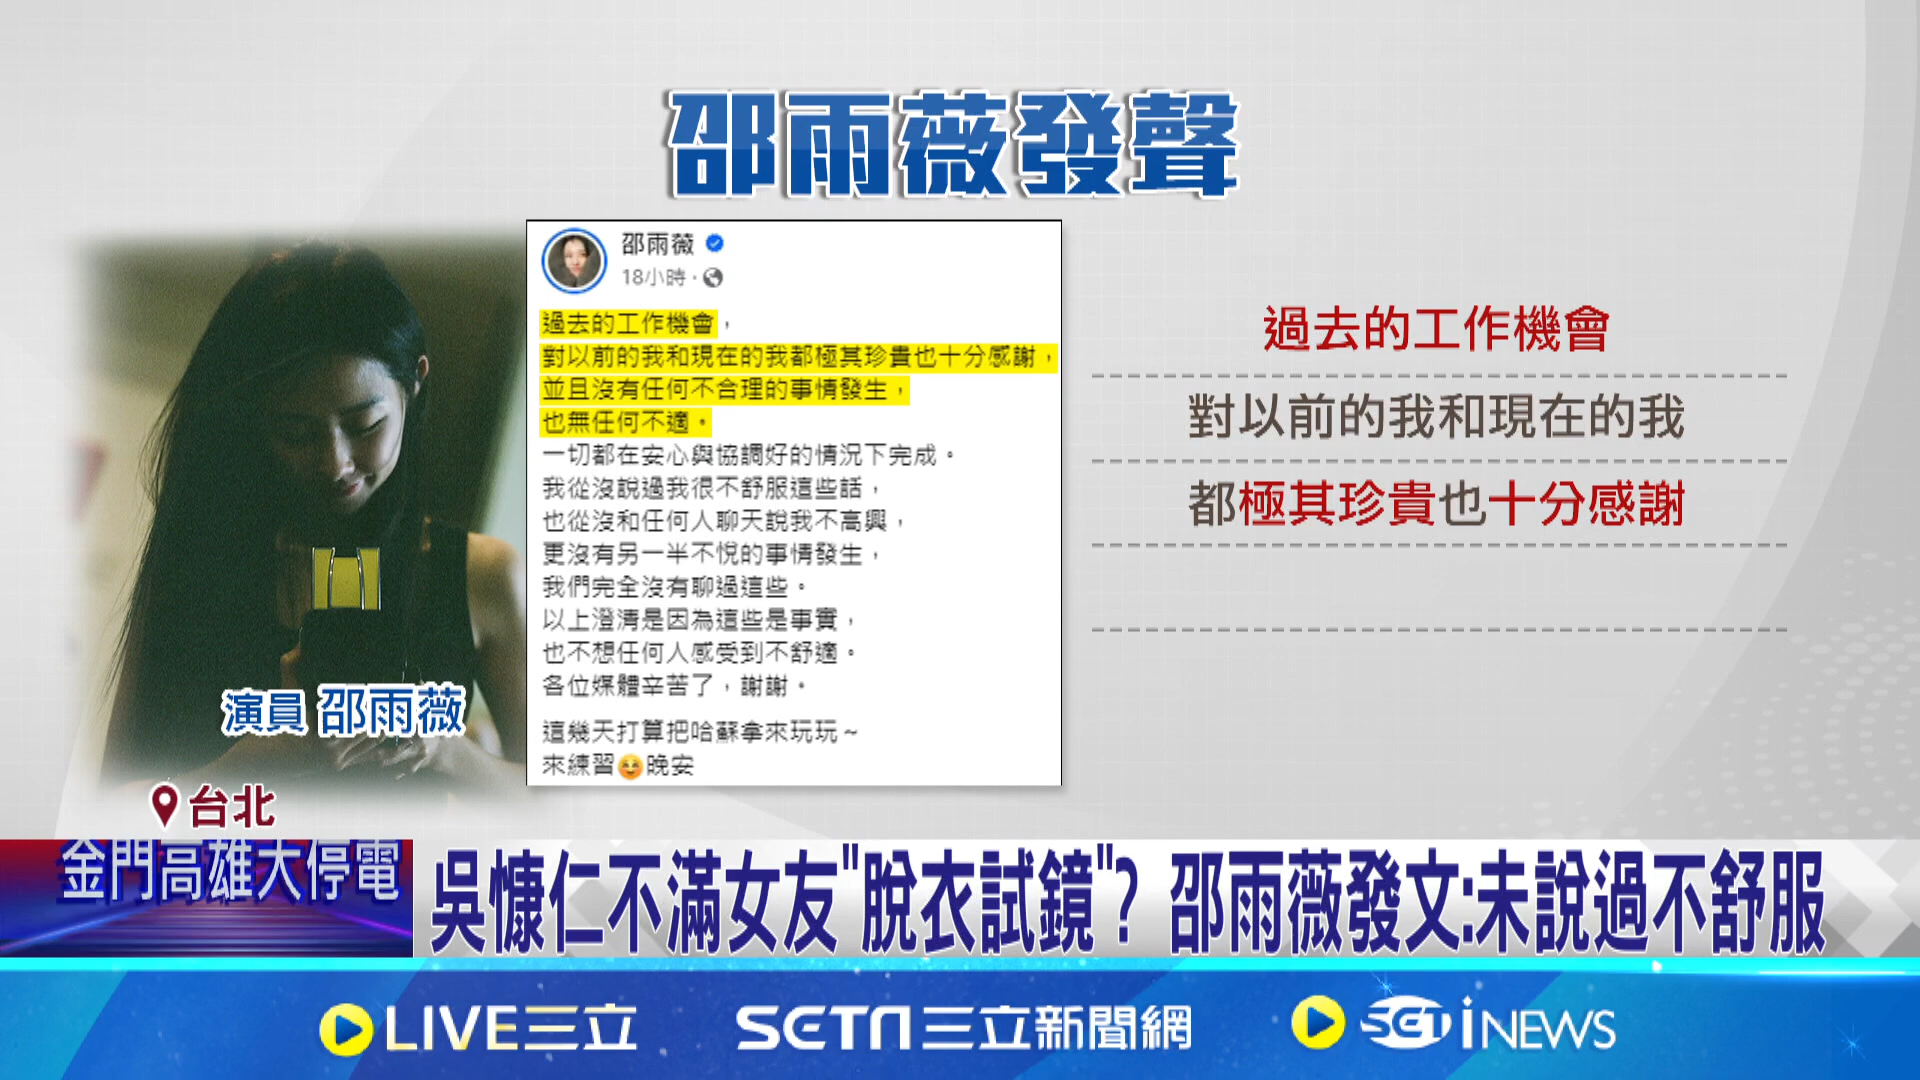 邵雨薇發聲
邵雨薇
18小時·
過去的工作機會，
對以前的我和現在的我都極其珍貴也十分感謝，
並且沒有任何不合理的事情發生，
也無任何不適。
一切都在安心與協調好的情況下完成。
我從沒說過我很不舒服這些話，
也從沒和任何人聊天說我不高興，
更沒有另一半不悅的事情發生，
我們完全沒有聊過這些。
以上澄清是因為這些是事實，
也不想任何人感受到不舒適。
各位媒體辛苦了，謝謝。
這幾天打算把哈蘇拿來玩玩~
來練習😆晚安
過去的工作機會
對以前的我和現在的我
都極其珍貴也十分感謝
演員 邵雨薇
台北
金門高雄大停電
吳慷仁不滿女友"脫衣試鏡"? 邵雨薇發文:未說過不舒服
LIVE三立
SETN三立新聞網
SET iNEWS